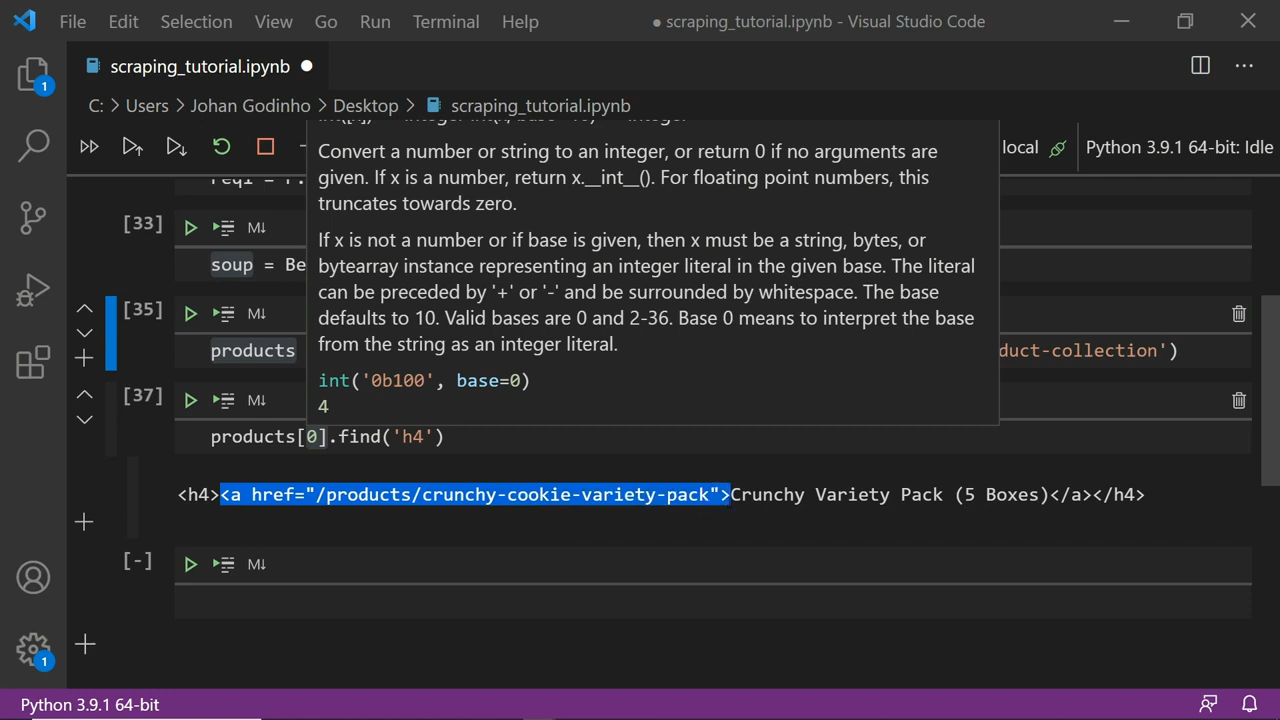 File Edit Selection View Go Run Terminal Help ● scraping_tutorial.ipynb - Visual Studio Code
scraping_tutorial.ipynb ●
C: > Users > Johan Godinho > Desktop > scraping_tutorial.ipynb
local Python 3.9.1 64-bit: Idle
Convert a number or string to an integer, or return 0 if no arguments are
given. If x is a number, return x.__int__(). For floating point numbers, this
truncates towards zero.
[33] M↓
If x is not a number or if base is given, then x must be a string, bytes, or
soup = Be
bytearray instance representing an integer literal in the given base. The literal
can be preceded by '+' or '-' and be surrounded by whitespace. The base
[35] M↓
defaults to 10. Valid bases are 0 and 2-36. Base 0 means to interpret the base
from the string as an integer literal.
products duct-collection')
int('0b100', base=0)
4
[37] M↓
products[0].find('h4')
<h4><a href="/products/crunchy-cookie-variety-pack">Crunchy Variety Pack (5 Boxes)</a></h4>
[-] M↓
1
1
Python 3.9.1 64-bit